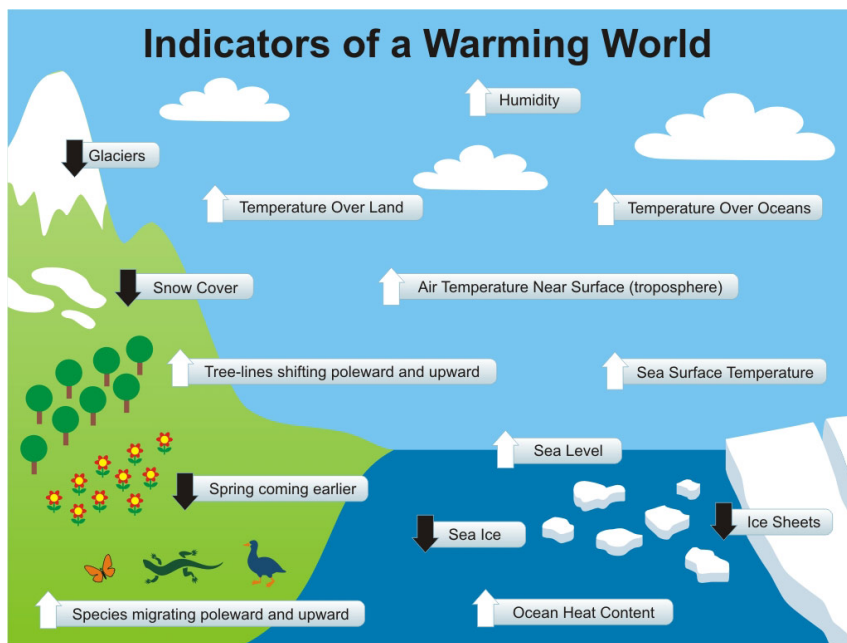 Indicators of a Warming World
Humidity
Glaciers
Temperature Over Land
Temperature Over Oceans
Snow Cover
Air Temperature Near Surface (troposphere)
Tree-lines shifting poleward and upward
Sea Surface Temperature
Sea Level
Spring coming earlier
Sea Ice
Ice Sheets
Species migrating poleward and upward
Ocean Heat Content